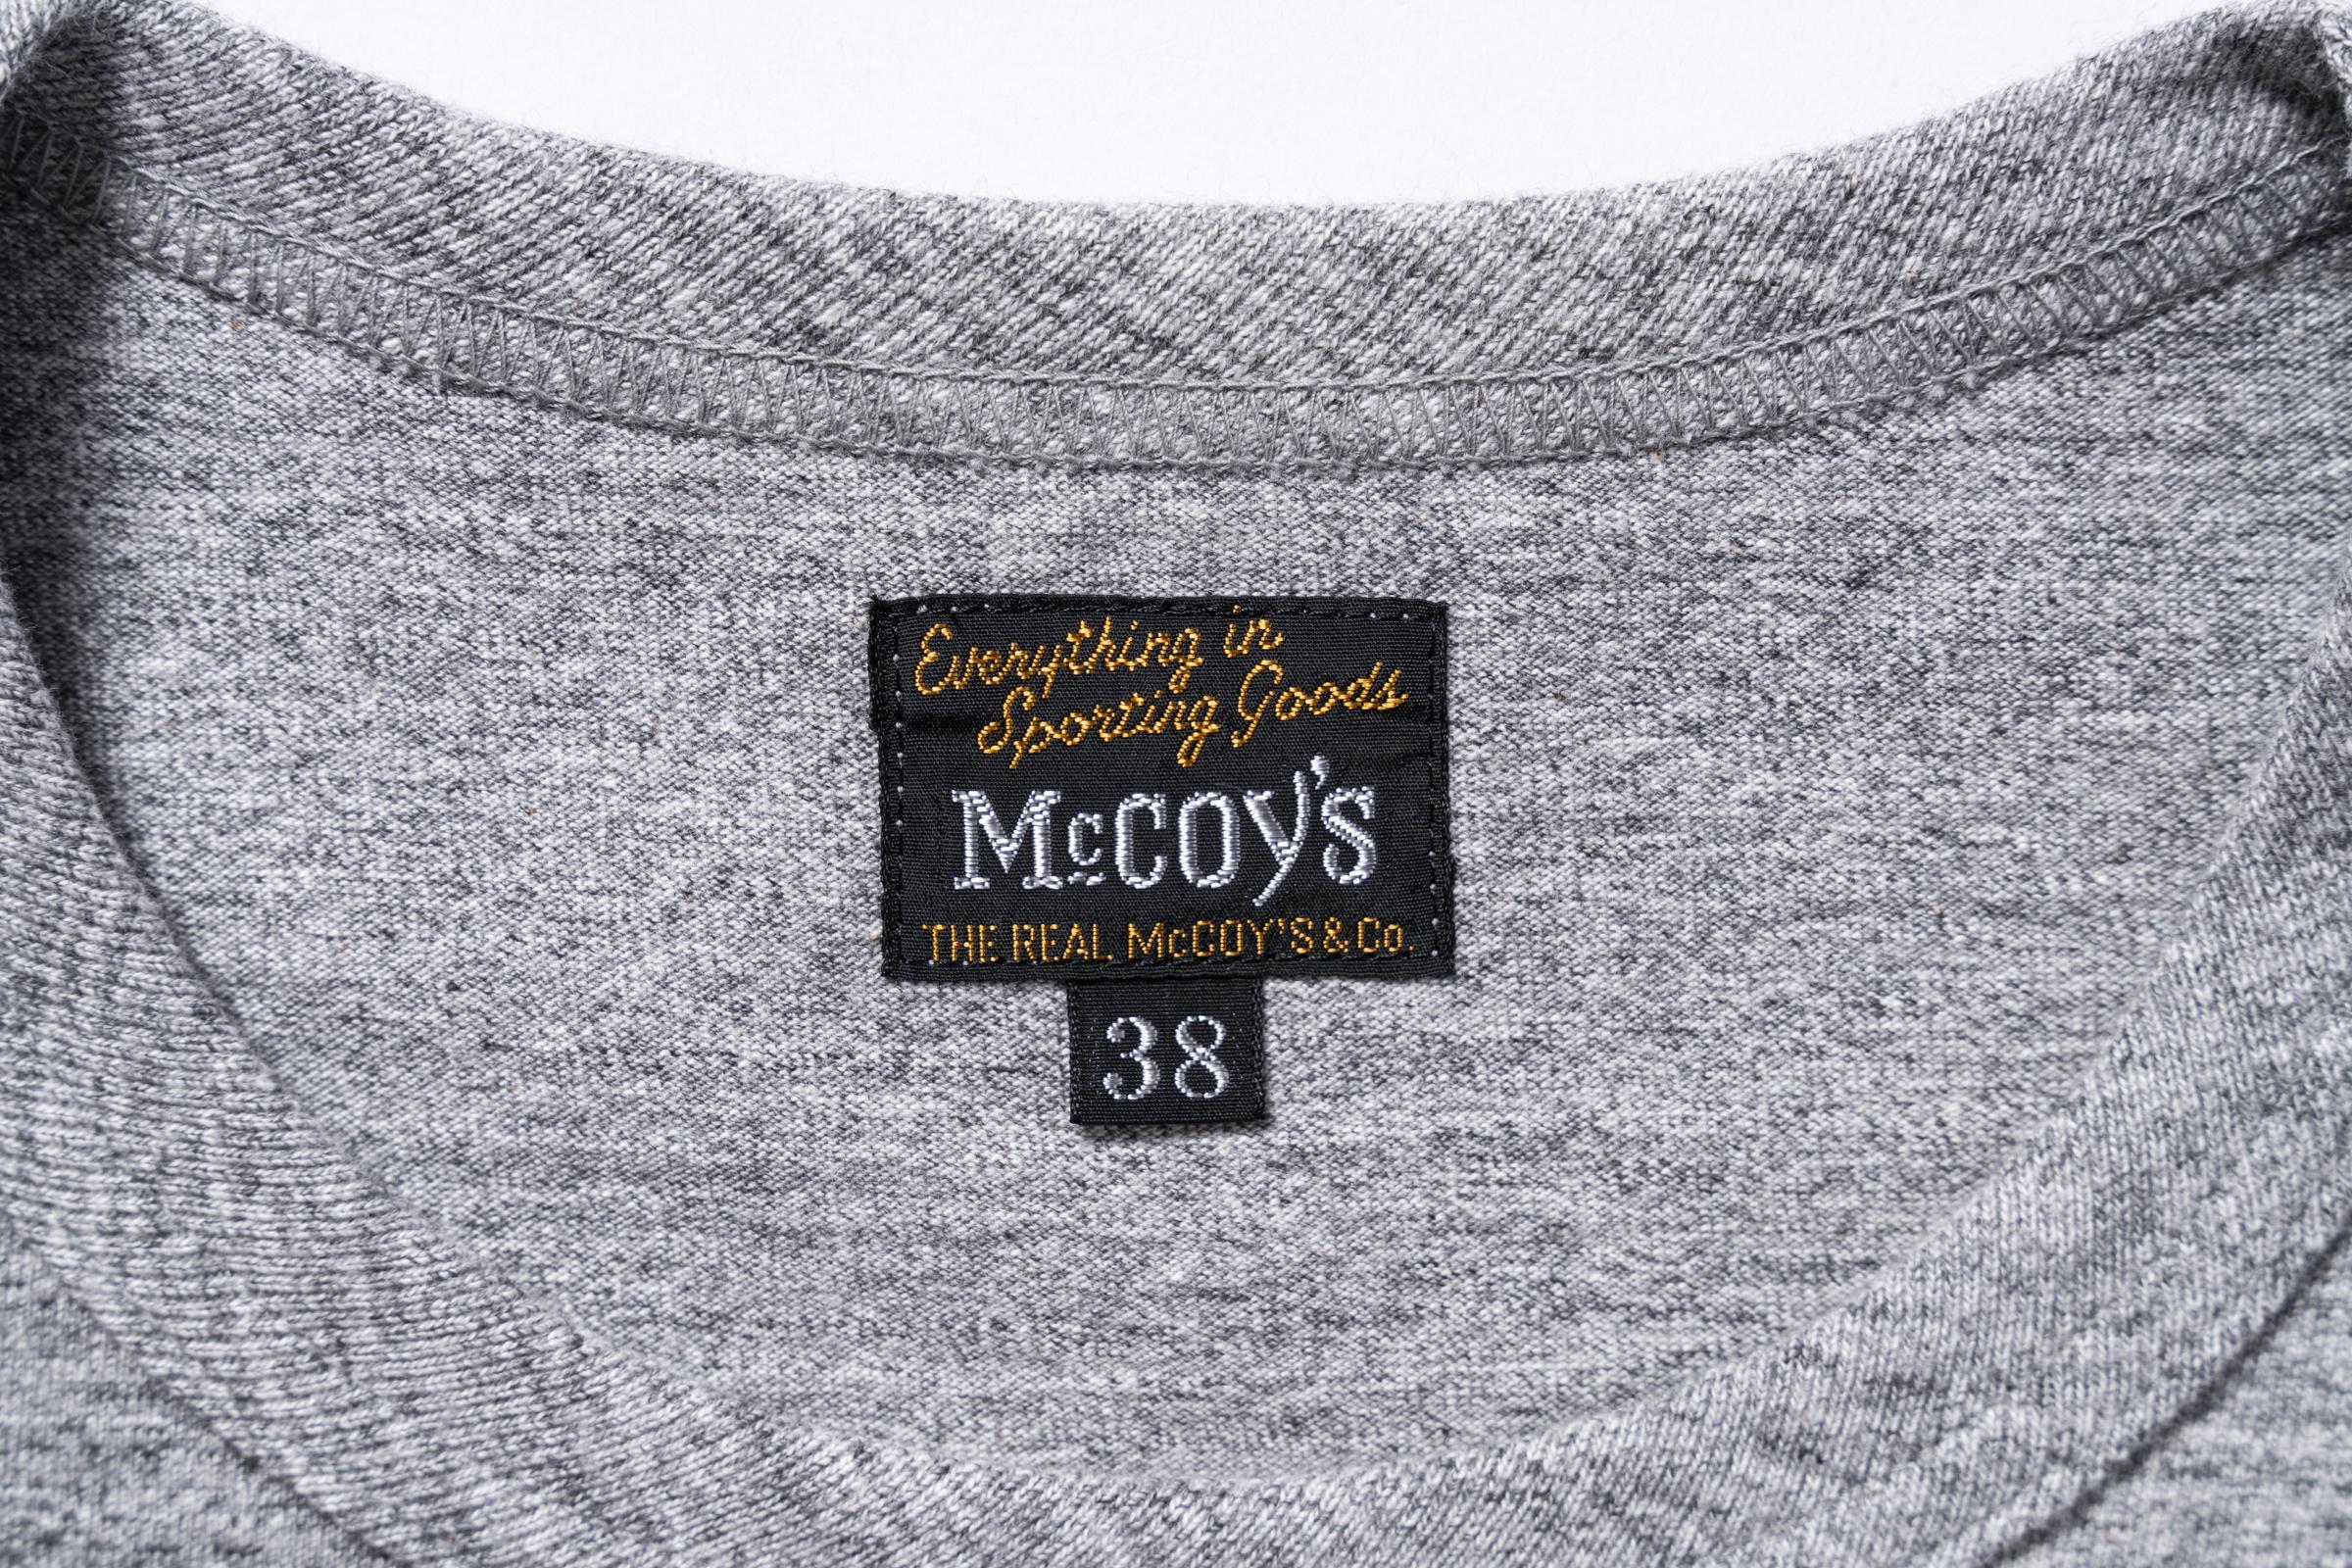 Everything in
Sporting Goods
McCOY'S
THE REAL McCOY'S & Co.
38